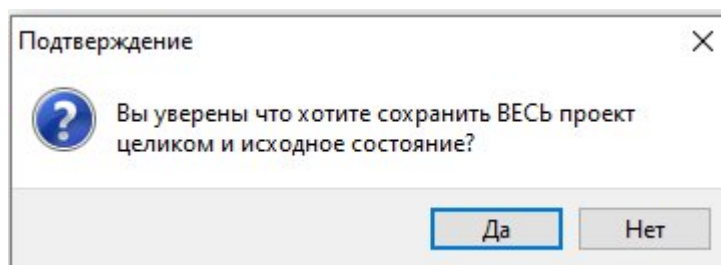 Подтверждение
Вы уверены что хотите сохранить ВЕСЬ проект
целиком и исходное состояние?
Да
Нет